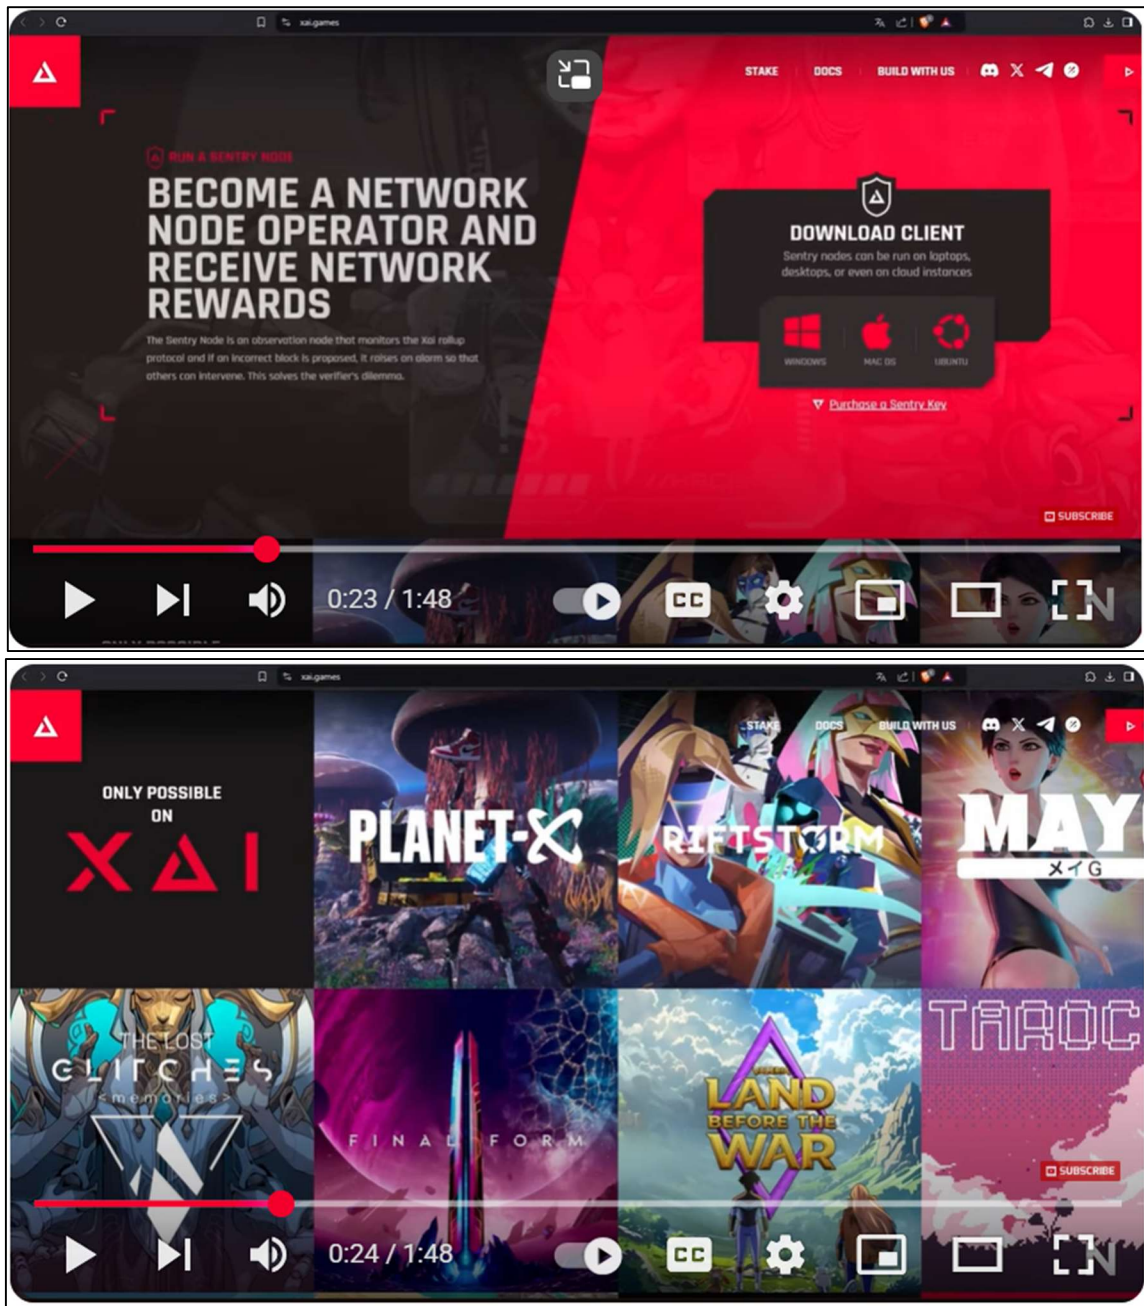 xai.games
STAKE DOCS BUILD WITH US
RUN A SENTRY NODE
BECOME A NETWORK
NODE OPERATOR AND
RECEIVE NETWORK
REWARDS
The Sentry Node is an observation node that monitors the Xai rollup
protocol and if an incorrect block is proposed, it raises an alarm so that
others can intervene. This solves the verifier's dilemma.
DOWNLOAD CLIENT
Sentry nodes can be run on laptops,
desktops, or even on cloud instances
WINDOWS MAC OS UBUNTU
Purchase a Sentry Key
SUBSCRIBE
0:23 / 1:48 CC N
ONLY POSSIBLE
xai.games
STAKE DOCS BUILD WITH US
ONLY POSSIBLE
ON
XAI
PLANET-X
RIFTSTORM
MAY
メイG
THE LOST
GLITCHES
<memories>
FINAL FORM
LAND
BEFORE THE
WAR
TAROC
SUBSCRIBE
0:24 / 1:48 CC N